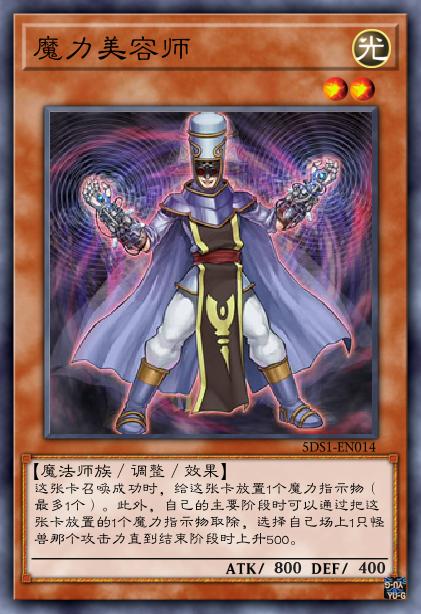 魔力美容师
光
5DS1-EN014
【魔法师族／调整／效果】
这张卡召唤成功时，给这张卡放置1个魔力指示物（
最多1个）。此外，自己的主要阶段时可以通过把这
张卡放置的1个魔力指示物取除，选择自己场上1只怪
兽那个攻击力直到结束阶段时上升500。
ATK/ 800 DEF/ 400